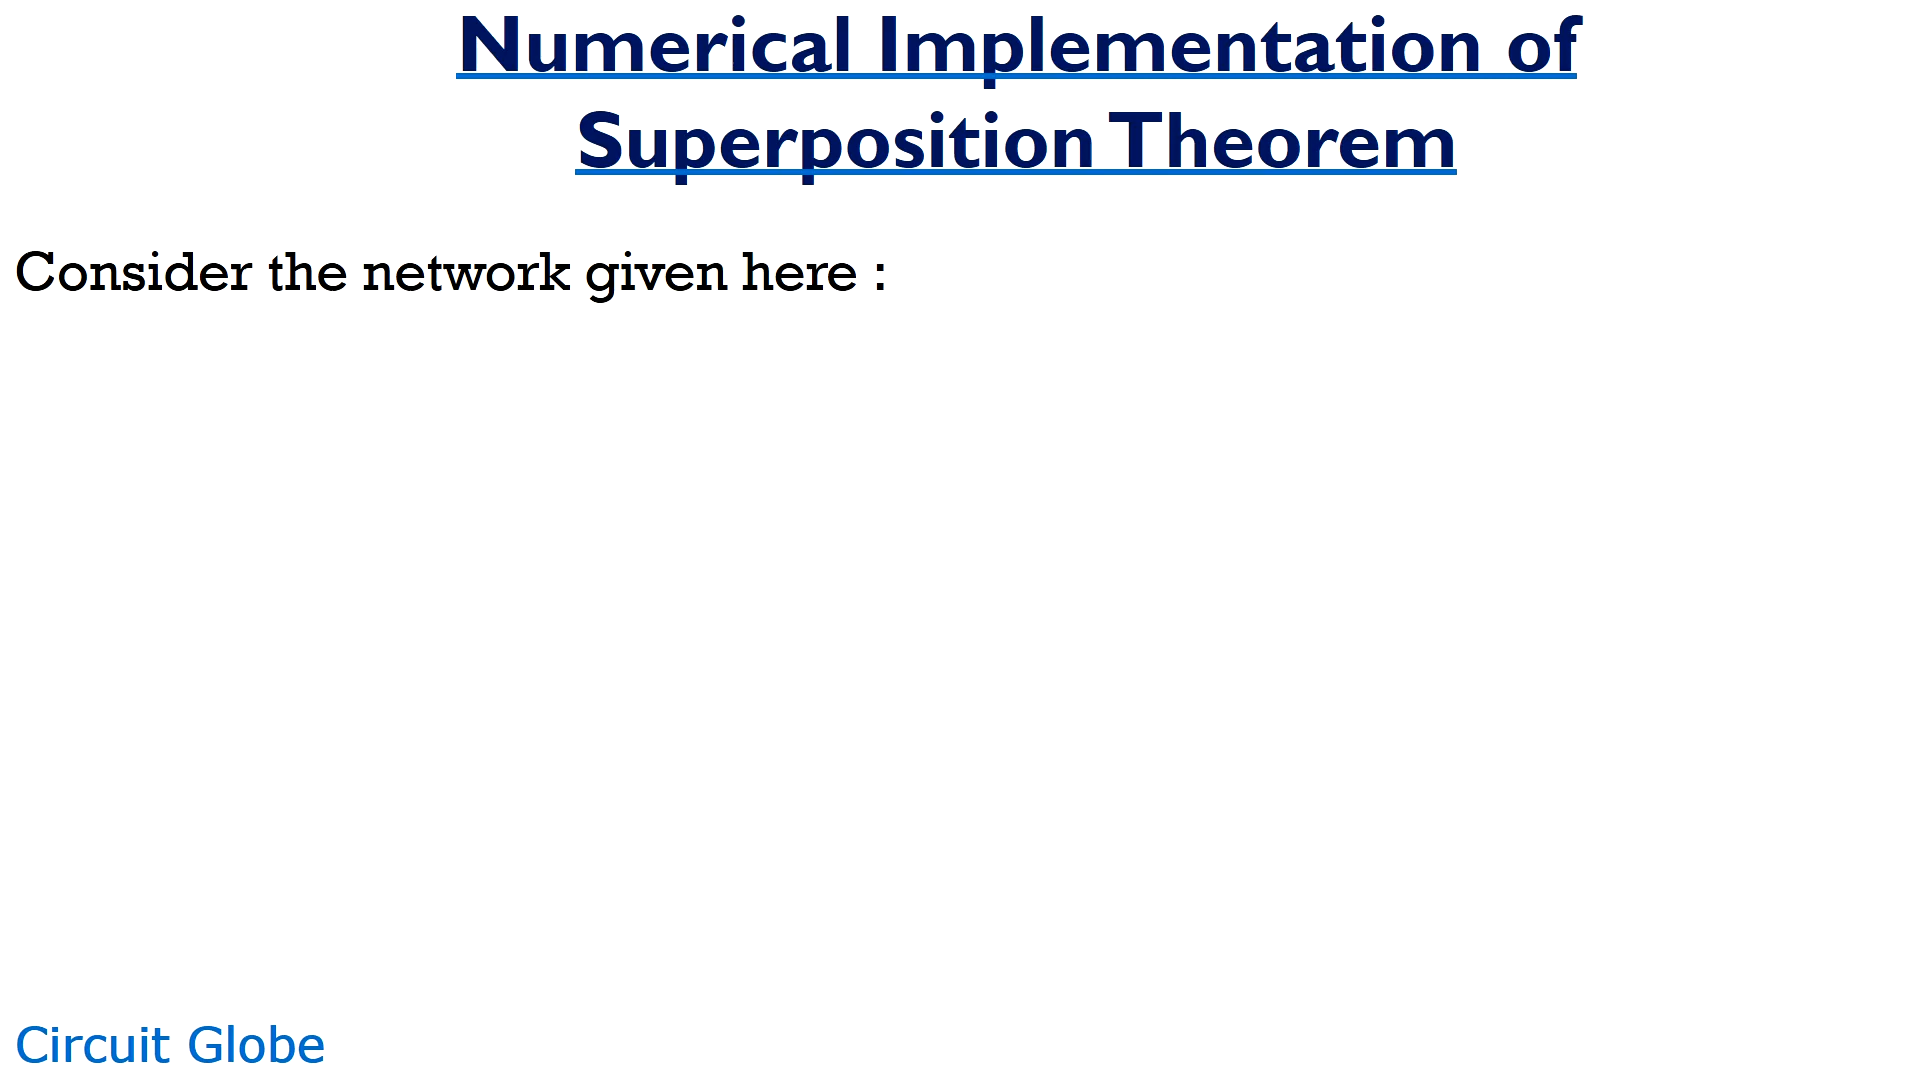 Numerical Implementation of
Superposition Theorem
Consider the network given here :
Circuit Globe